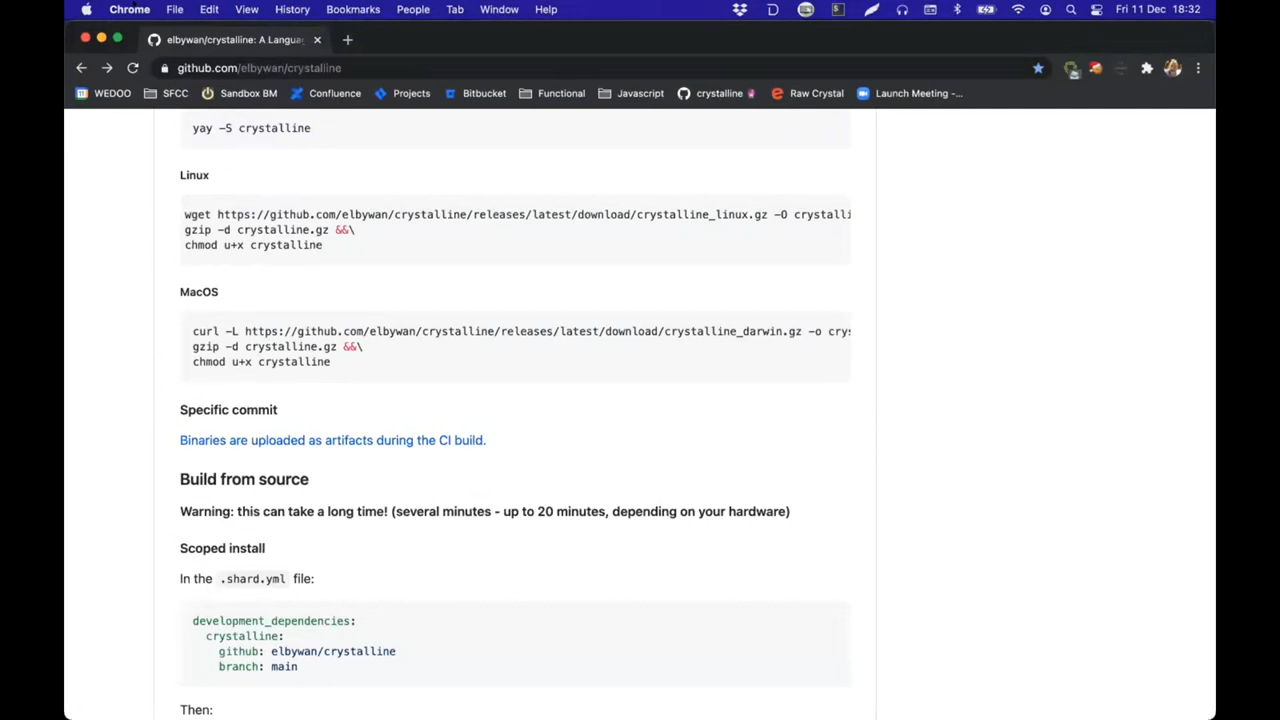 Chrome File Edit View History Bookmarks People Tab Window Help Fri 11 Dec 18:32
elbywan/crystalline: A Langua
github.com/elbywan/crystalline
WEDOO SFCC Sandbox BM Confluence Projects Bitbucket Functional Javascript crystalline Raw Crystal Launch Meeting -...
yay -S crystalline
Linux
wget https://github.com/elbywan/crystalline/releases/latest/download/crystalline_linux.gz -O crystalli
gzip -d crystalline.gz &&\
chmod u+x crystalline
MacOS
curl -L https://github.com/elbywan/crystalline/releases/latest/download/crystalline_darwin.gz -o crys
gzip -d crystalline.gz &&\
chmod u+x crystalline
Specific commit
Binaries are uploaded as artifacts during the CI build.
Build from source
Warning: this can take a long time! (several minutes - up to 20 minutes, depending on your hardware)
Scoped install
In the .shard.yml file:
development_dependencies:
crystalline:
github: elbywan/crystalline
branch: main
Then: